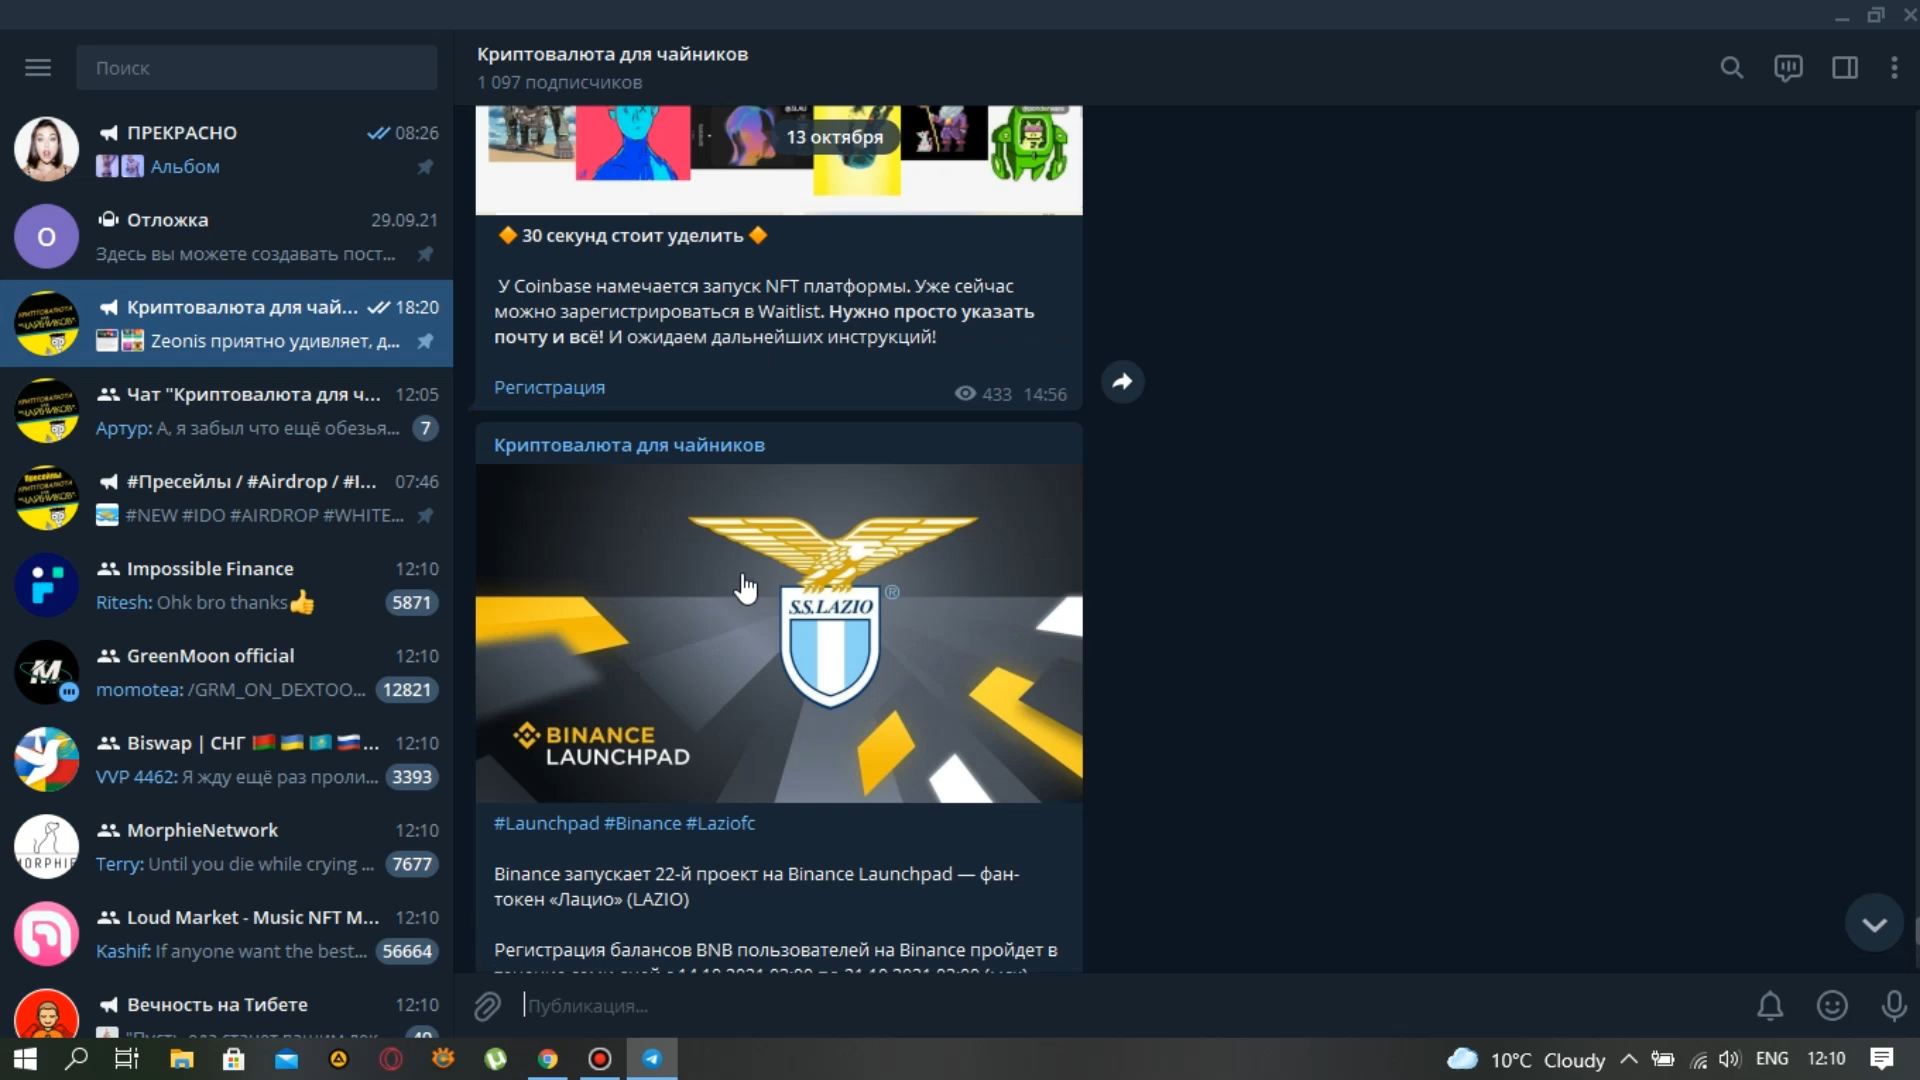 Поиск
ПРЕКРАСНО 08:26
Альбом
О
Отложка 29.09.21
Здесь вы можете создавать пост...
Криптовалюта для чай... 18:20
Zeonis приятно удивляет, д...
Чат "Криптовалюта для ч... 12:05
Артур: А, я забыл что ещё обезья... 7
#Пресейлы / #Airdrop / #I... 07:46
#NEW #IDO #AIRDROP #WHITE...
Impossible Finance 12:10
Ritesh: Ohk bro thanks👍 5871
GreenMoon official 12:10
momotea: /GRM_ON_DEXTOO... 12821
Biswap | СНГ 🇧🇾 🇺🇦 🇰🇿 🇷🇺... 12:10
VVP 4462: Я жду ещё раз проли... 3393
MorphieNetwork 12:10
Terry: Until you die while crying ... 7677
Loud Market - Music NFT M... 12:10
Kashif: If anyone want the best... 56664
Вечность на Тибете 12:10
Криптовалюта для чайников
1 097 подписчиков
13 октября
🔶 30 секунд стоит уделить 🔶
У Coinbase намечается запуск NFT платформы. Уже сейчас
можно зарегистрироваться в Waitlist. Нужно просто указать
почту и всё! И ожидаем дальнейших инструкций!
Регистрация
433 14:56
Криптовалюта для чайников
S.S.LAZIO ®
BINANCE
LAUNCHPAD
#Launchpad #Binance #Laziofc
Binance запускает 22-й проект на Binance Launchpad — фан-
токен «Лацио» (LAZIO)
Регистрация балансов BNB пользователей на Binance пройдет в
Публикация...
10°C Cloudy ENG 12:10